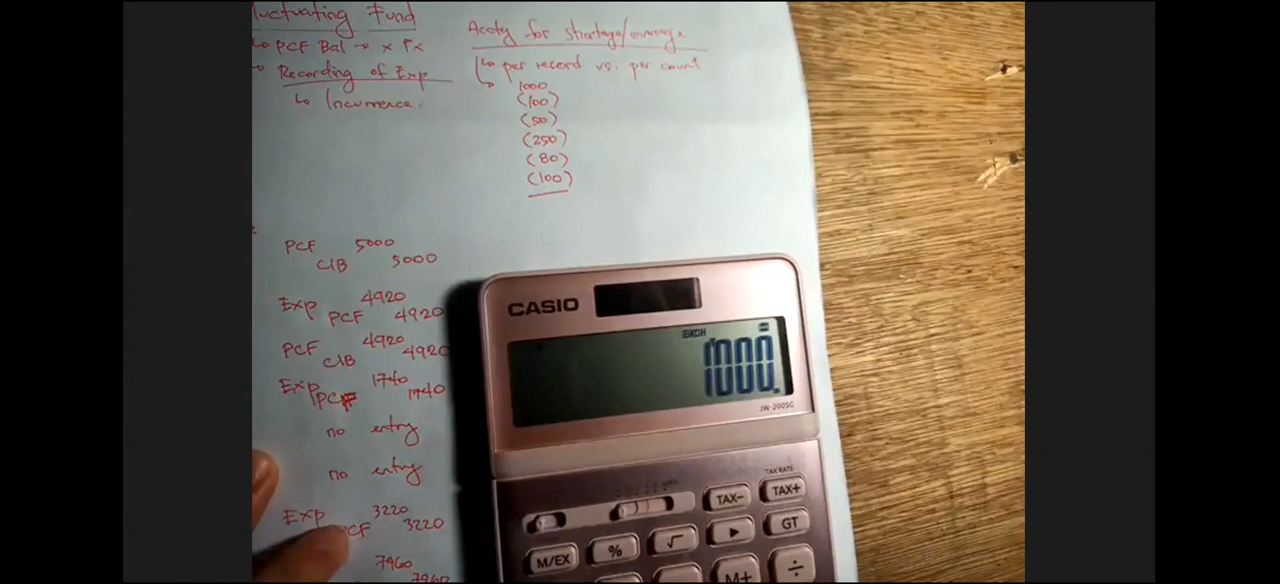 luctuating Fund
↳ PCF Bal → x Fx
Recording of Exp
↳ Incurrence.
Acctg for shortage/overage
↳ per record vs. per count
1000
(100)
(50)
(250)
(80)
(100)
PCF 5000
CIB 5000
Exp 4920
PCF 4920
PCF 4920
CIB 4920
Exp 1740
PCF 1740
no entry
no entry
Exp 3220
PCF 3220
7960
7960
CASIO
1000.
JW-200SC
TAX RATE
TAX-
TAX+
M/EX
%
√
▶
GT
M+
÷